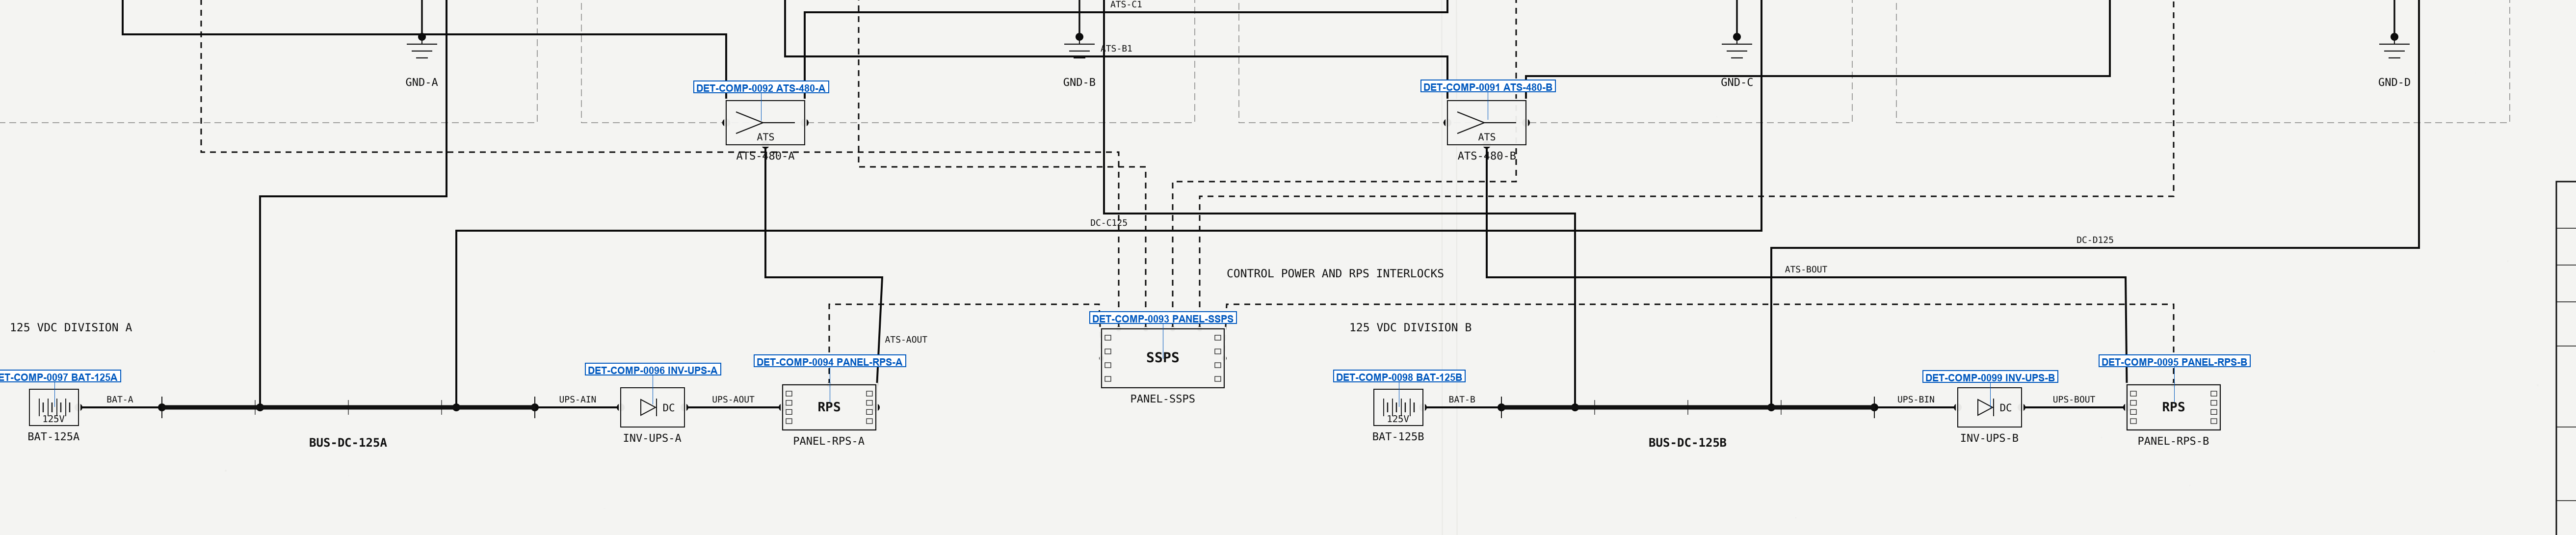 ATS-C1
ATS-B1
GND-A
GND-B
GND-C
GND-D
DET-COMP-0092 ATS-480-A
DET-COMP-0091 ATS-480-B
ATS
ATS
ATS-480-A
ATS-480-B
DC-C125
DC-D125
CONTROL POWER AND RPS INTERLOCKS
ATS-BOUT
DET-COMP-0093 PANEL-SSPS
125 VDC DIVISION A
125 VDC DIVISION B
ATS-AOUT
SSPS
DET-COMP-0094 PANEL-RPS-A
DET-COMP-0095 PANEL-RPS-B
DET-COMP-0096 INV-UPS-A
ET-COMP-0097 BAT-125A
DET-COMP-0098 BAT-125B
DET-COMP-0099 INV-UPS-B
BAT-A
UPS-AIN
UPS-AOUT
PANEL-SSPS
BAT-B
UPS-BIN
UPS-BOUT
DC
RPS
DC
RPS
125V
125V
BAT-125A
BUS-DC-125A
INV-UPS-A
PANEL-RPS-A
BAT-125B
BUS-DC-125B
INV-UPS-B
PANEL-RPS-B